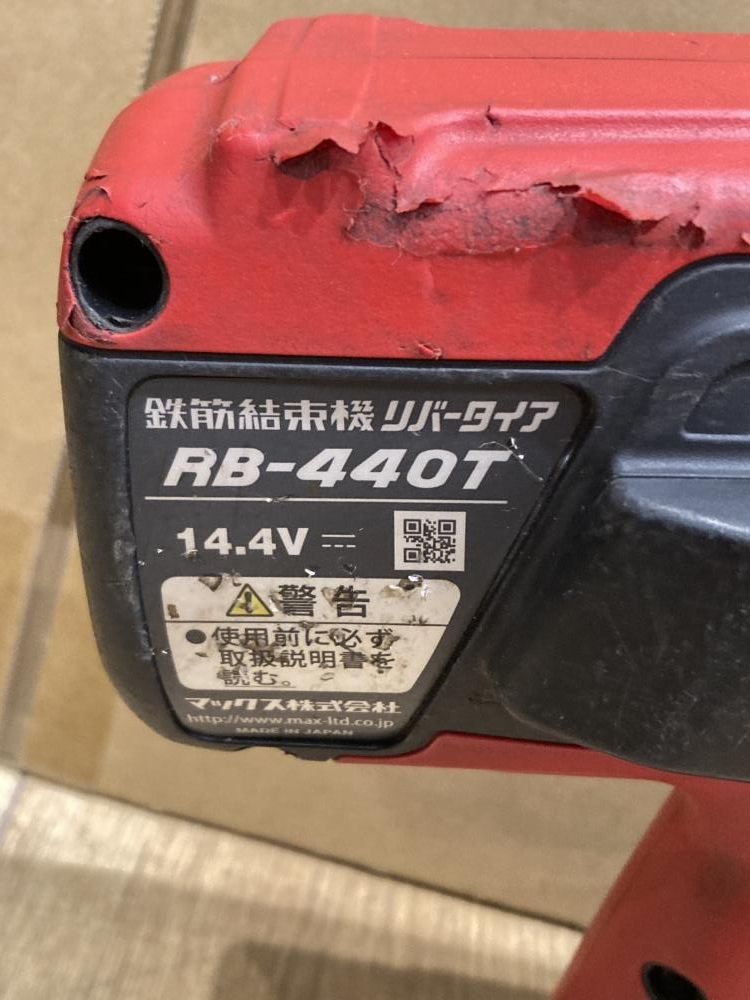 鉄筋結束機 リバータイア
RB-440T
14.4V
警告
●使用前に必ず
取扱説明書を
読む。
マックス株式会社
http://www.max-ltd.co.jp
MADE IN JAPAN